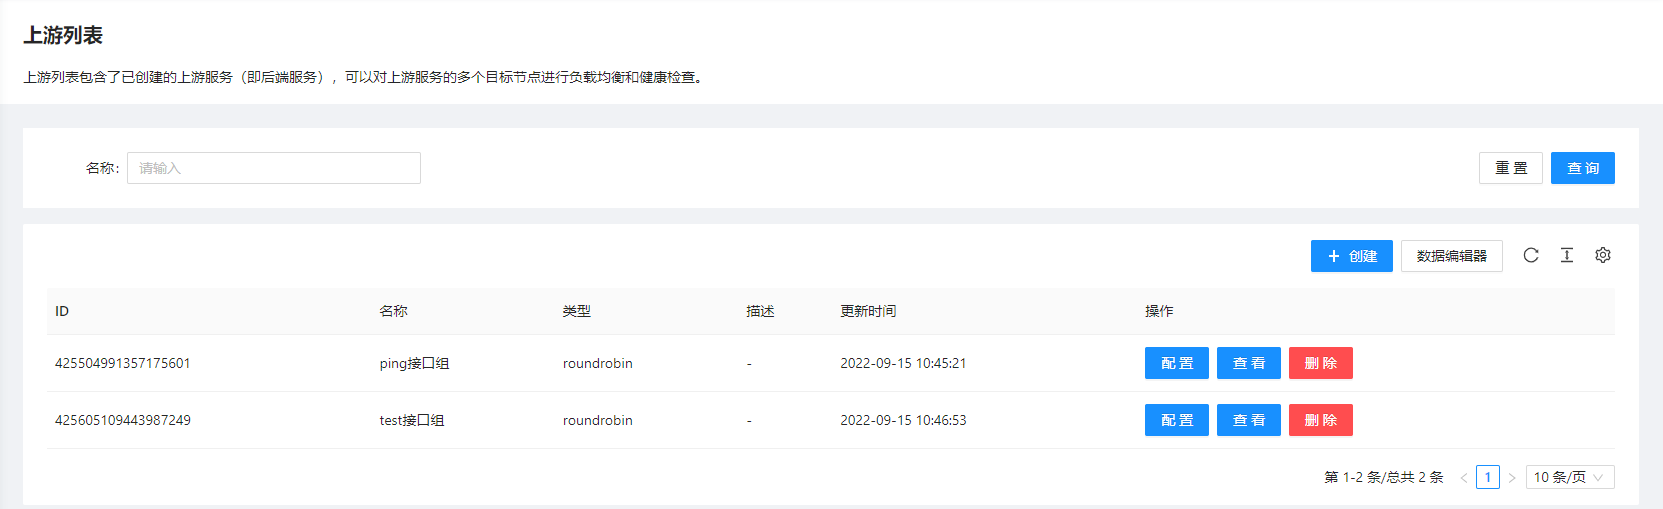 上游列表
上游列表包含了已创建的上游服务（即后端服务），可以对上游服务的多个目标节点进行负载均衡和健康检查。
名称: 请输入 重 置 查 询
+ 创建 数据编辑器
ID 名称 类型 描述 更新时间 操作
425504991357175601 ping接口组 roundrobin - 2022-09-15 10:45:21 配 置 查 看 删 除
425605109443987249 test接口组 roundrobin - 2022-09-15 10:46:53 配 置 查 看 删 除
第 1-2 条/总共 2 条 < 1 > 10 条/页